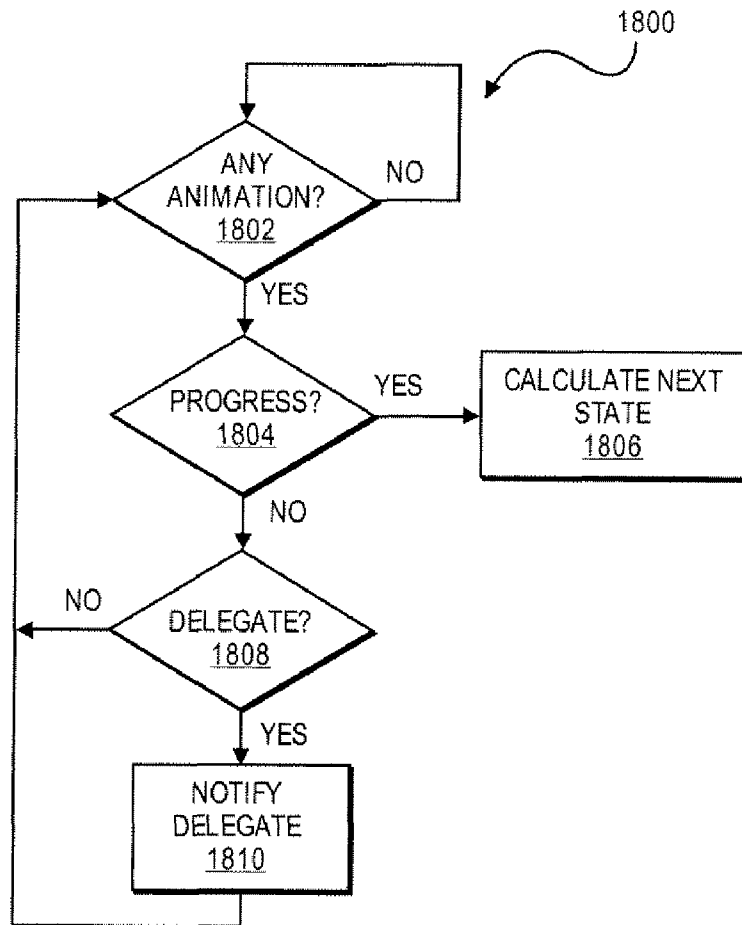 1800
ANY
ANIMATION?
1802
NO
YES
PROGRESS?
1804
YES
CALCULATE NEXT
STATE
1806
NO
DELEGATE?
1808
NO
YES
NOTIFY
DELEGATE
1810